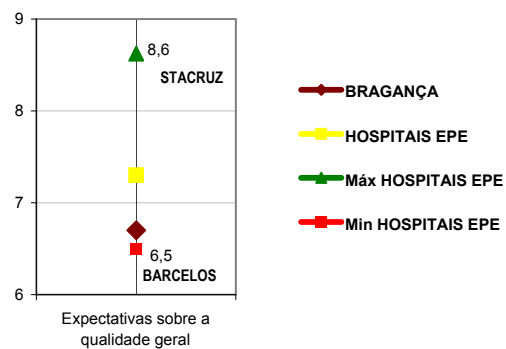 9
8,6
STACRUZ
8
7
6,5
BARCELOS
6
Expectativas sobre a
qualidade geral
BRAGANÇA
HOSPITAIS EPE
Máx HOSPITAIS EPE
Min HOSPITAIS EPE